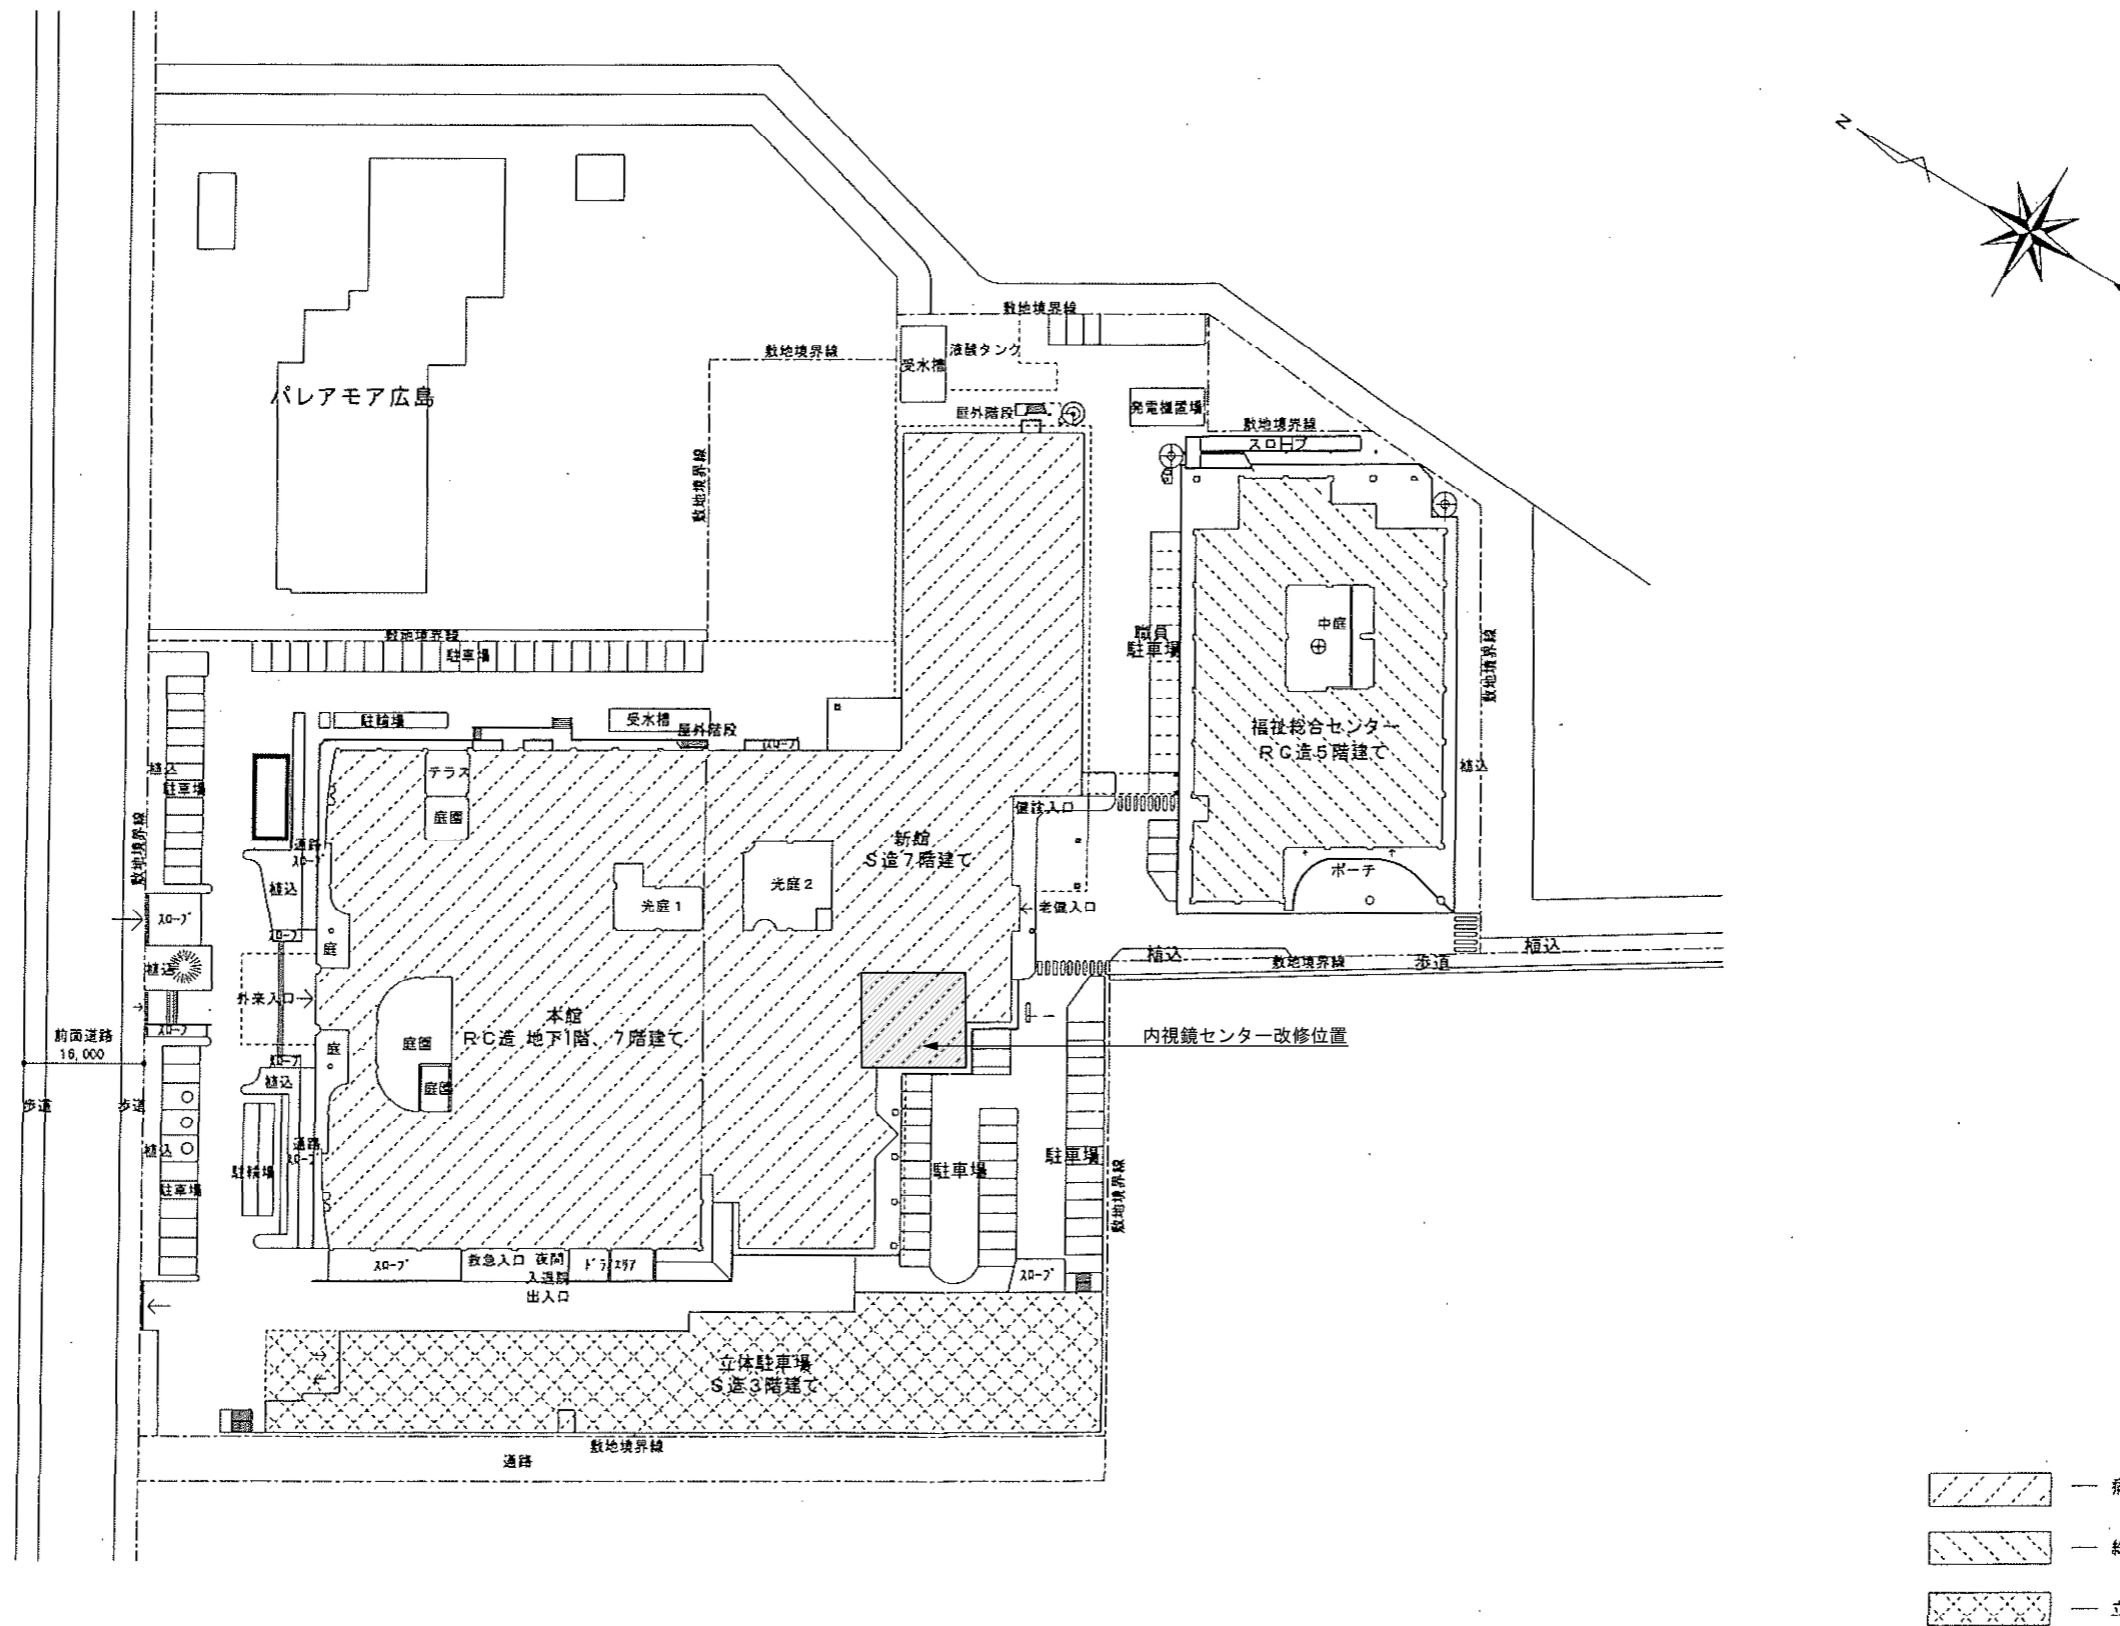 N
敷地境界線
敷地境界線
受水槽
液酸タンク
パレアモア広島
屋外階段
発電機置場
敷地境界線
スロープ
敷地境界線
中庭
敷地境界線
駐車場
職員
駐車場
敷地境界線
駐輪場
受水槽
屋外階段
スロープ
福祉総合センター
RC造5階建て
植込
植込
駐車場
テラス
庭園
健診入口
敷地境界線
通路
スロープ
新館
S造7階建て
ポーチ
光庭2
光庭1
植込
老健入口
スロープ
スロープ
庭
植込
植込
植込
敷地境界線
歩道
外来入口
本館
RC造 地下1階、7階建て
前面道路
16,000
スロープ
庭園
庭
内視鏡センター改修位置
スロープ
植込
庭園
歩道
歩道
植込
通路
スロープ
駐輪場
駐車場
駐車場
駐車場
敷地境界線
スロープ
救急入口
夜間
入退院
出入口
スロープ
立体駐車場
S造3階建て
敷地境界線
通路